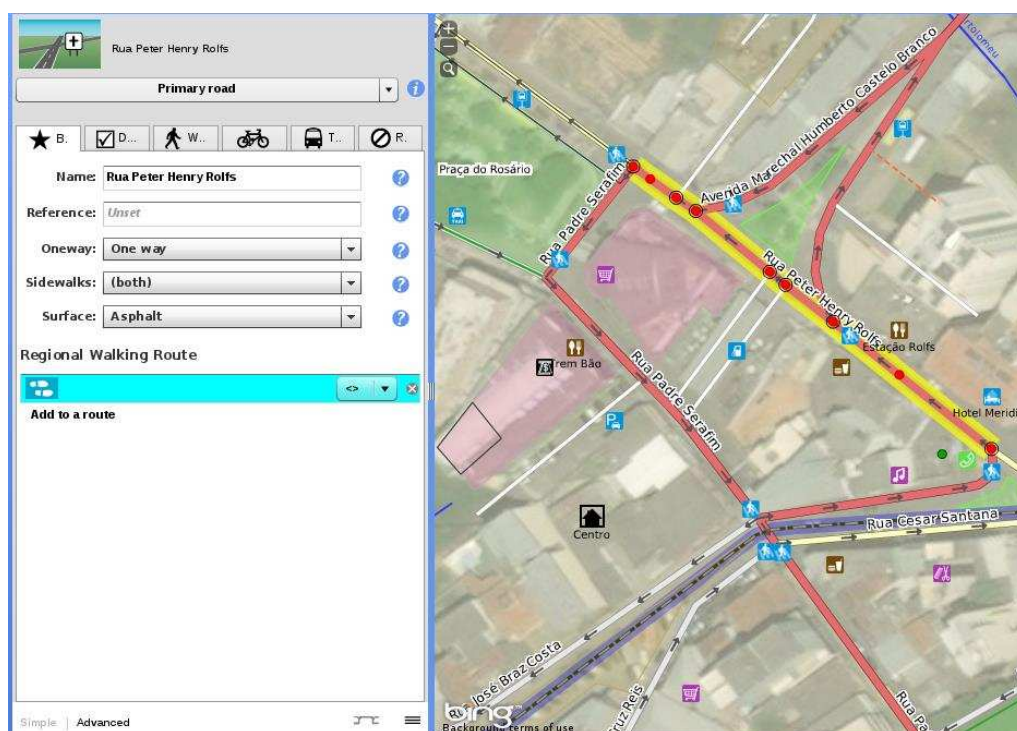 Rua Peter Henry Rolfs
Primary road
B.
D...
W..
T...
R.
Name: Rua Peter Henry Rolfs
Reference: Unset
Oneway: One way
Sidewalks: (both)
Surface: Asphalt
Regional Walking Route
<>
Add to a route
Simple | Advanced
Avenida Marechal Humberto Castelo Branco
Praça do Rosário
Rua Padre Serafim
TAXI
Rua Peter Henry Rolfs
Estação Rolfs
Trem Bão
Rua Padre Serafim
P
Hotel Meridi
Rua Cesar Santana
Centro
José Braz Costa
Cruz Reis
Rua Pa
bing
Background terms of use